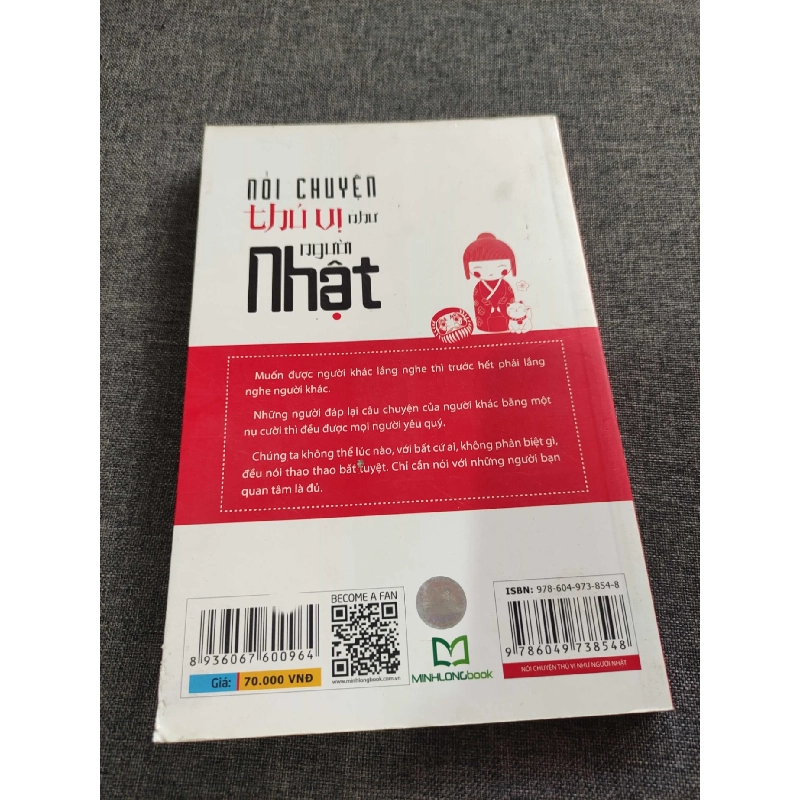 NÓI CHUYỆN
thú vị như
người
Nhật
Muốn được người khác lắng nghe thì trước hết phải lắng
nghe người khác.
Những người đáp lại câu chuyện của người khác bằng một
nụ cười thì đều được mọi người yêu quý.
Chúng ta không thể lúc nào, với bất cứ ai, không phân biệt gì,
đều nói thao thao bất tuyệt. Chỉ cần nói với những người bạn
quan tâm là đủ.
BECOME A FAN
ISBN: 978-604-973-854-8
8 936067 600964
9 786049 738548
Giá: 70.000 VNĐ
www.minhlongbook.com.vn
MINHLONGbook
NÓI CHUYỆN THÚ VỊ NHƯ NGƯỜI NHẬT